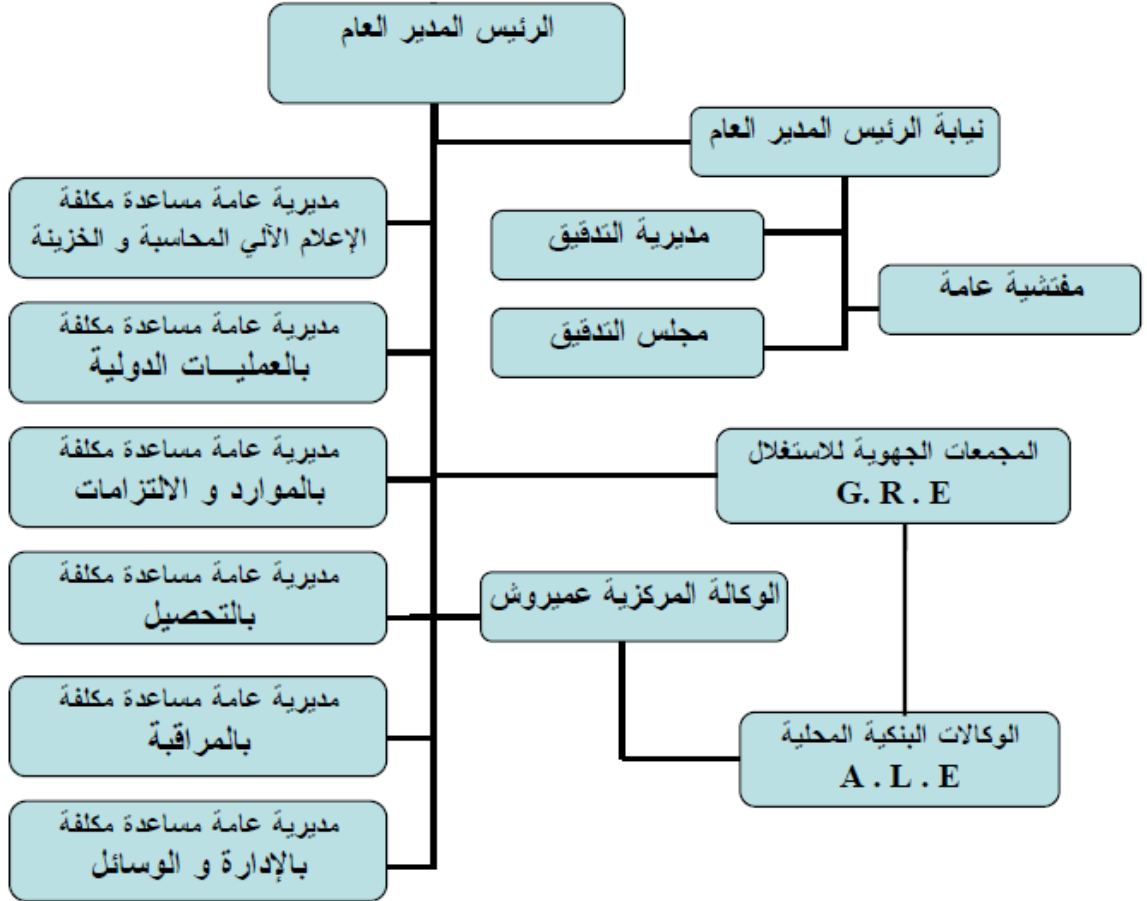 الرئيس المدير العام
نيابة الرئيس المدير العام
مديرية عامة مساعدة مكلفة
الإعلام الآلي المحاسبة و الخزينة
مديرية التدقيق
مفتشية عامة
مديرية عامة مساعدة مكلفة
بالعمليـــات الدولية
مجلس التدقيق
مديرية عامة مساعدة مكلفة
بالموارد و الالتزامات
المجمعات الجهوية للاستغلال
G. R . E
مديرية عامة مساعدة مكلفة
بالتحصيل
الوكالة المركزية عميروش
مديرية عامة مساعدة مكلفة
بالمراقبة
الوكالات البنكية المحلية
A . L . E
مديرية عامة مساعدة مكلفة
بالإدارة و الوسائل